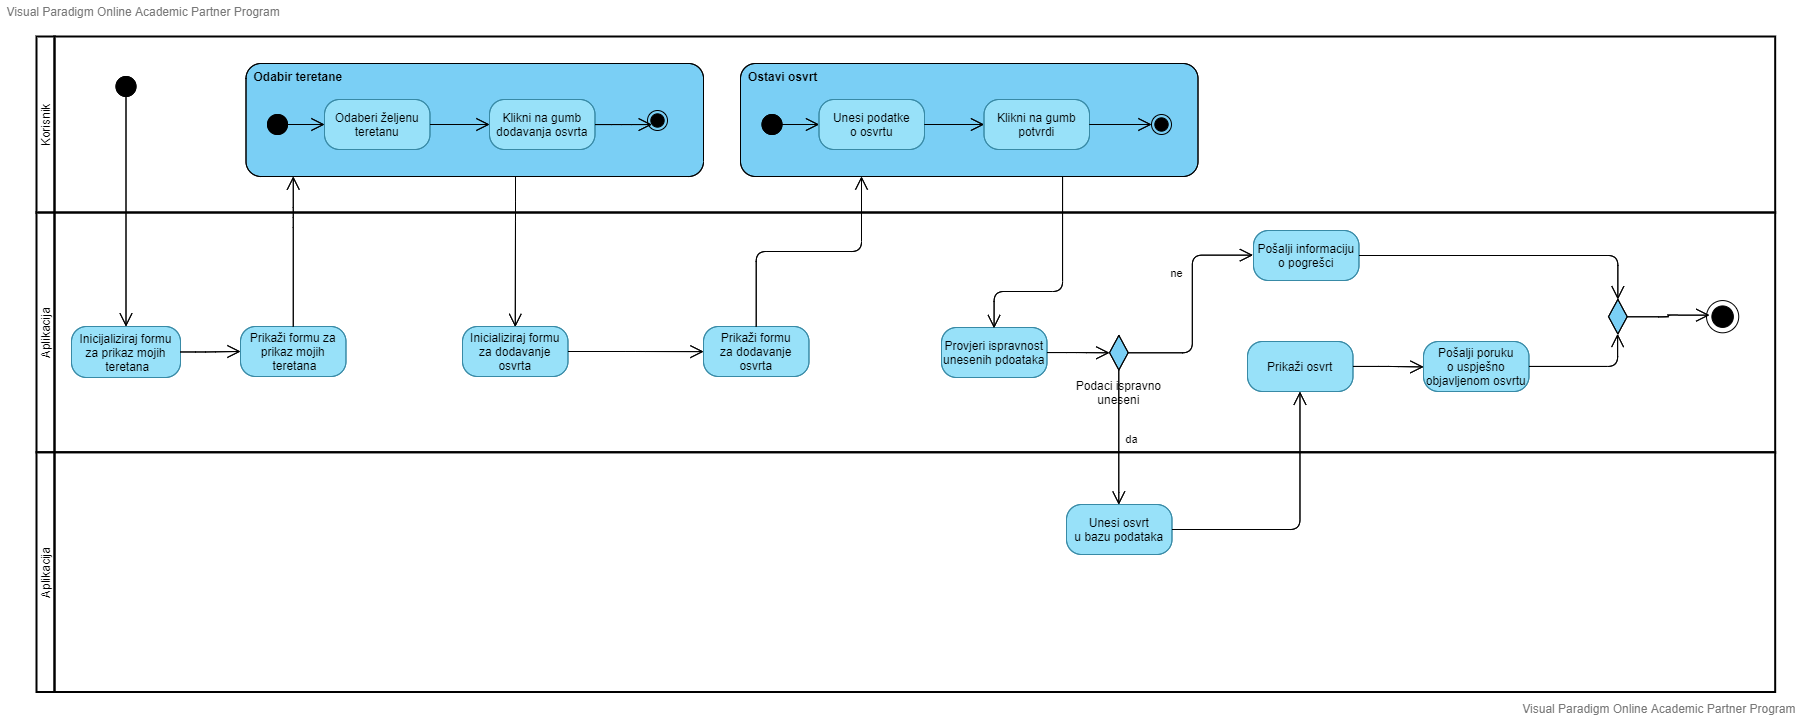 Visual Paradigm Online Academic Partner Program
Korisnik
Odabir teretane
Odaberi željenu
teretanu
Klikni na gumb
dodavanja osvrta
Ostavi osvrt
Unesi podatke
o osvrtu
Klikni na gumb
potvrdi
Aplikacija
Inicijaliziraj formu
za prikaz mojih
teretana
Prikaži formu za
prikaz mojih
teretana
Inicializiraj formu
za dodavanje
osvrta
Prikaži formu
za dodavanje
osvrta
Provjeri ispravnost
unesenih pdoataka
Podaci ispravno
uneseni
ne
da
Pošalji informaciju
o pogrešci
Prikaži osvrt
Pošalji poruku
o uspješno
objavljenom osvrtu
Aplikacija
Unesi osvrt
u bazu podataka
Visual Paradigm Online Academic Partner Program